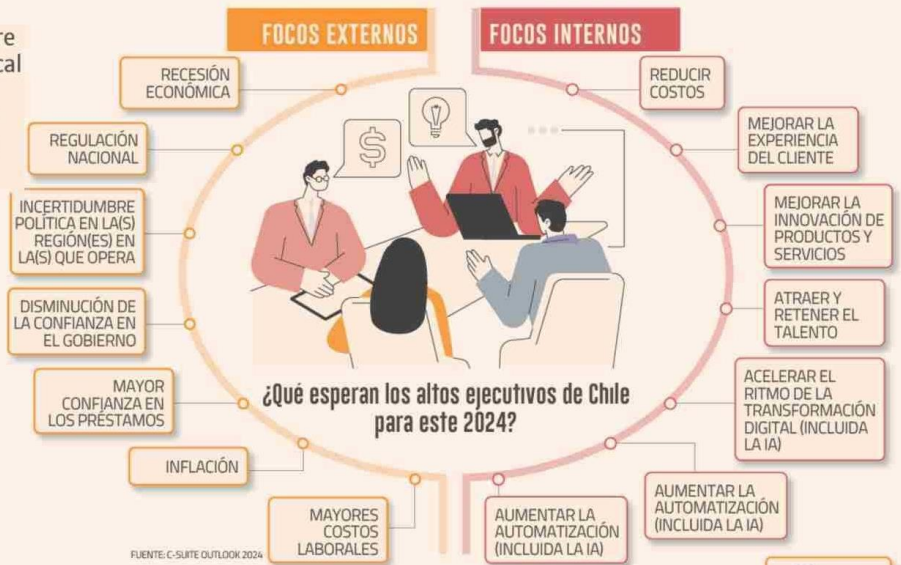 re
cal
FOCOS EXTERNOS
FOCOS INTERNOS
RECESIÓN
ECONÓMICA
REGULACIÓN
NACIONAL
INCERTIDUMBRE
POLÍTICA EN LA(S)
REGIÓN(ES) EN
LA(S) QUE OPERA
DISMINUCIÓN DE
LA CONFIANZA EN
EL GOBIERNO
MAYOR
CONFIANZA EN
LOS PRÉSTAMOS
INFLACIÓN
MAYORES
COSTOS
LABORALES
REDUCIR
COSTOS
MEJORAR LA
EXPERIENCIA
DEL CLIENTE
MEJORAR LA
INNOVACIÓN DE
PRODUCTOS Y
SERVICIOS
ATRAER Y
RETENER EL
TALENTO
ACELERAR EL
RITMO DE LA
TRANSFORMACIÓN
DIGITAL (INCLUIDA
LA IA)
AUMENTAR LA
AUTOMATIZACIÓN
(INCLUIDA LA IA)
AUMENTAR LA
AUTOMATIZACIÓN
(INCLUIDA LA IA)
$
¿Qué esperan los altos ejecutivos de Chile
para este 2024?
FUENTE: C-SUITE OUTLOOK 2024